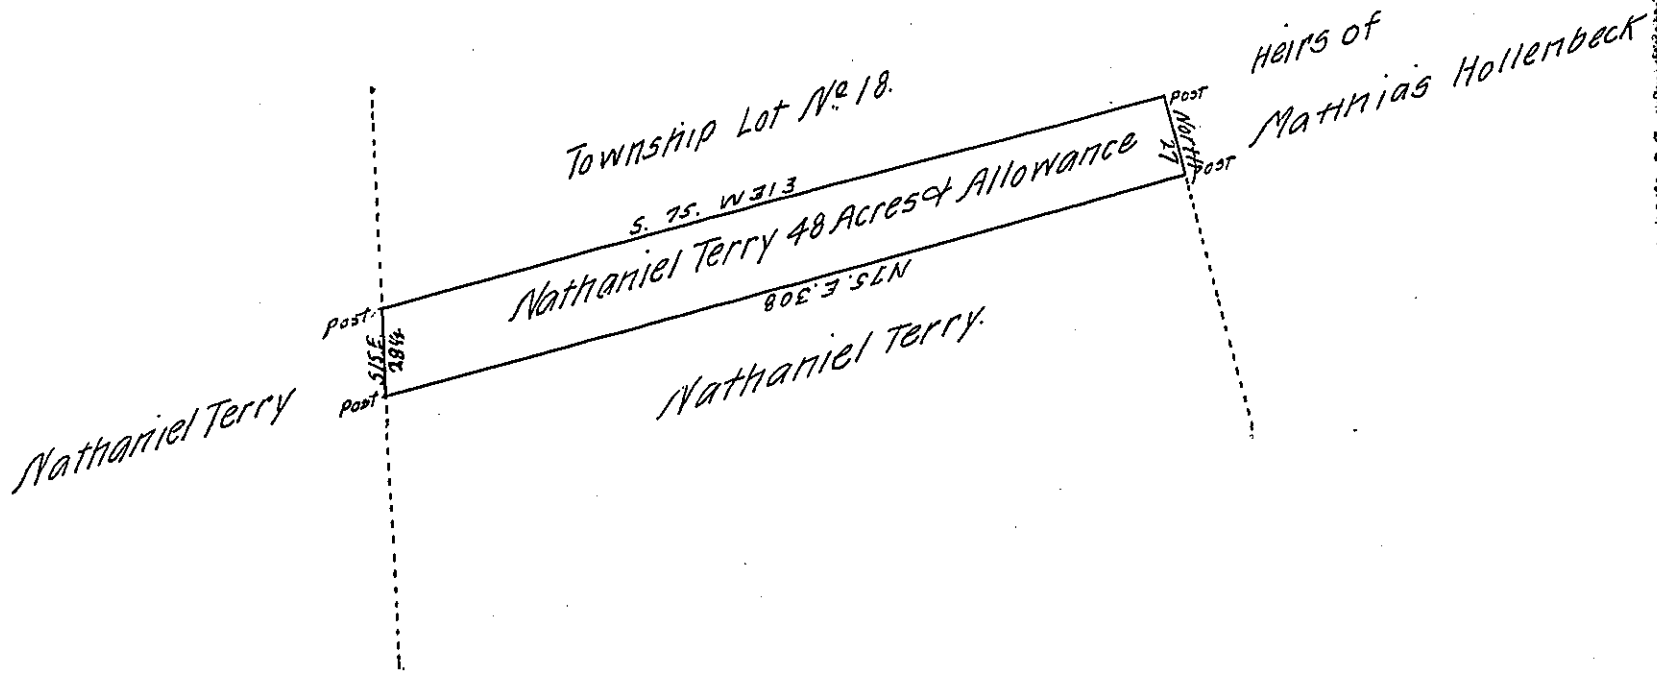 Heirs of
Matthias Hollenbeck
Township Lot No 18.
Post
North
27
Post
S. 75. W 313
Nathaniel Terry 48 Acres & Allowance
N75.E.308
Post
S15E
28¼
Post
Nathaniel Terry.
Nathaniel Terry